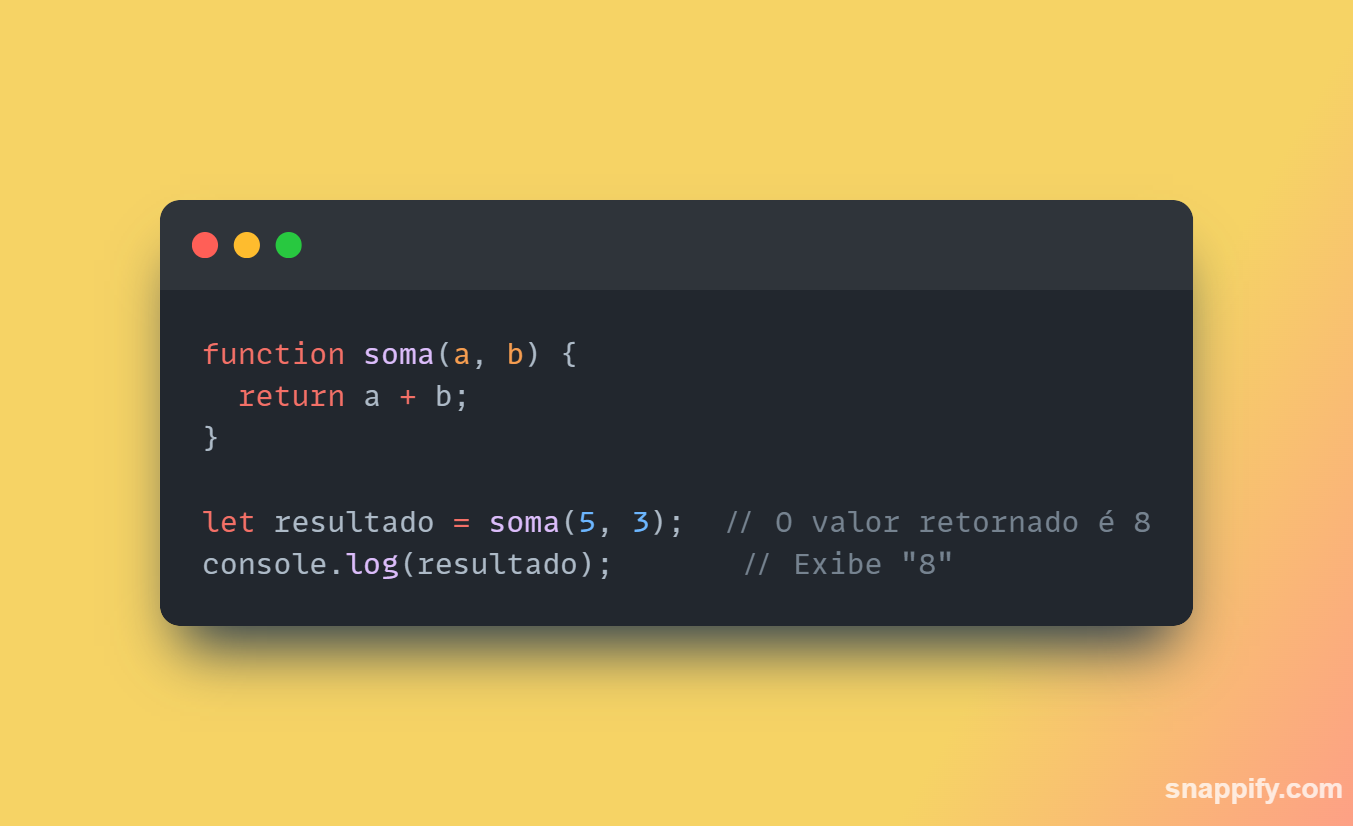 function soma(a, b) {
  return a + b;
}

let resultado = soma(5, 3);  // O valor retornado é 8
console.log(resultado);       // Exibe "8"
snappify.com